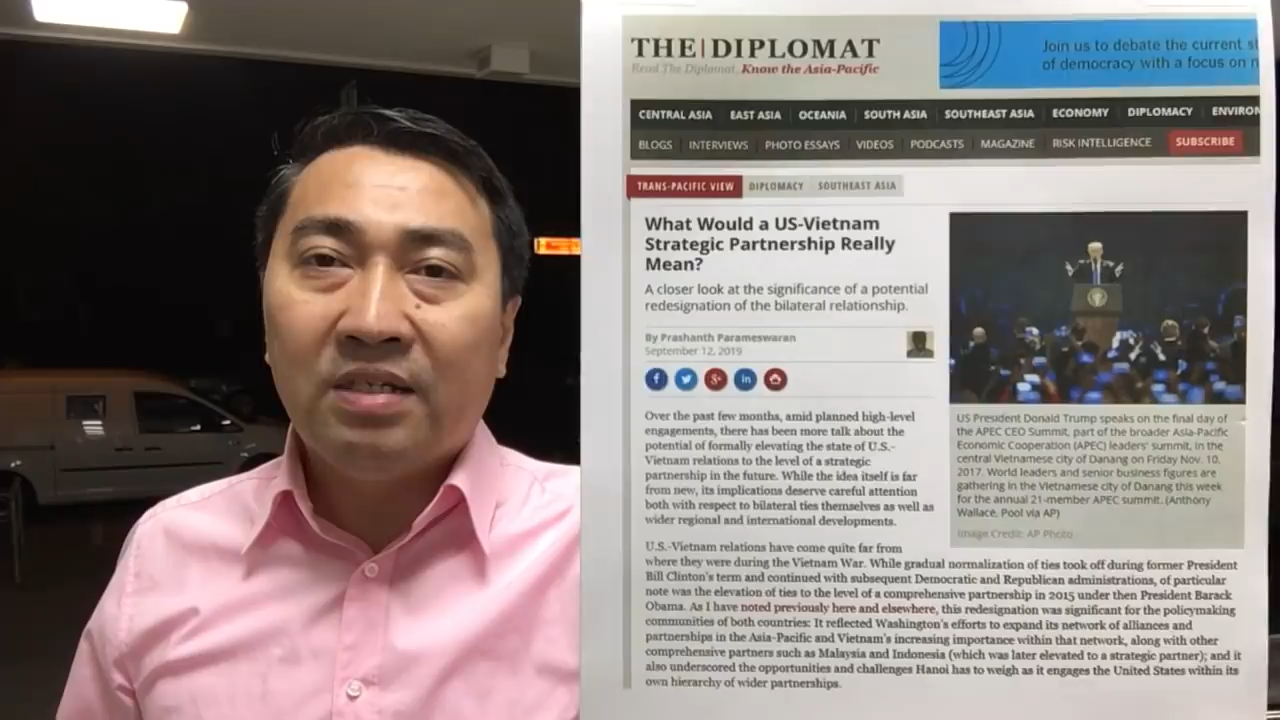 THE|DIPLOMAT
Read The Diplomat, Know the Asia-Pacific
Join us to debate the current
of democracy with a focus on
CENTRAL ASIA EAST ASIA OCEANIA SOUTH ASIA SOUTHEAST ASIA ECONOMY DIPLOMACY ENVIRON
BLOGS INTERVIEWS PHOTO ESSAYS VIDEOS PODCASTS MAGAZINE RISK INTELLIGENCE SUBSCRIBE
TRANS-PACIFIC VIEW DIPLOMACY SOUTHEAST ASIA
What Would a US-Vietnam
Strategic Partnership Really
Mean?
A closer look at the significance of a potential
redesignation of the bilateral relationship.
By Prashanth Parameswaran
September 12, 2019
Over the past few months, amid planned high-level
engagements, there has been more talk about the
potential of formally elevating the state of U.S.-
Vietnam relations to the level of a strategic
partnership in the future. While the idea itself is far
from new, its implications deserve careful attention
both with respect to bilateral ties themselves as well as
wider regional and international developments.
US President Donald Trump speaks on the final day of
the APEC CEO Summit, part of the broader Asia-Pacific
Economic Cooperation (APEC) leaders' summit, in the
central Vietnamese city of Danang on Friday Nov. 10,
2017. World leaders and senior business figures are
gathering in the Vietnamese city of Danang this week
for the annual 21-member APEC summit. (Anthony
Wallace, Pool via AP)
Image Credit: AP Photo
U.S.-Vietnam relations have come quite far from
where they were during the Vietnam War. While gradual normalization of ties took off during former President
Bill Clinton's term and continued with subsequent Democratic and Republican administrations, of particular
note was the elevation of ties to the level of a comprehensive partnership in 2015 under then President Barack
Obama. As I have noted previously here and elsewhere, this redesignation was significant for the policymaking
communities of both countries: It reflected Washington's efforts to expand its network of alliances and
partnerships in the Asia-Pacific and Vietnam's increasing importance within that network, along with other
comprehensive partners such as Malaysia and Indonesia (which was later elevated to a strategic partner); and it
also underscored the opportunities and challenges Hanoi has to weigh as it engages the United States within its
own hierarchy of wider partnerships.